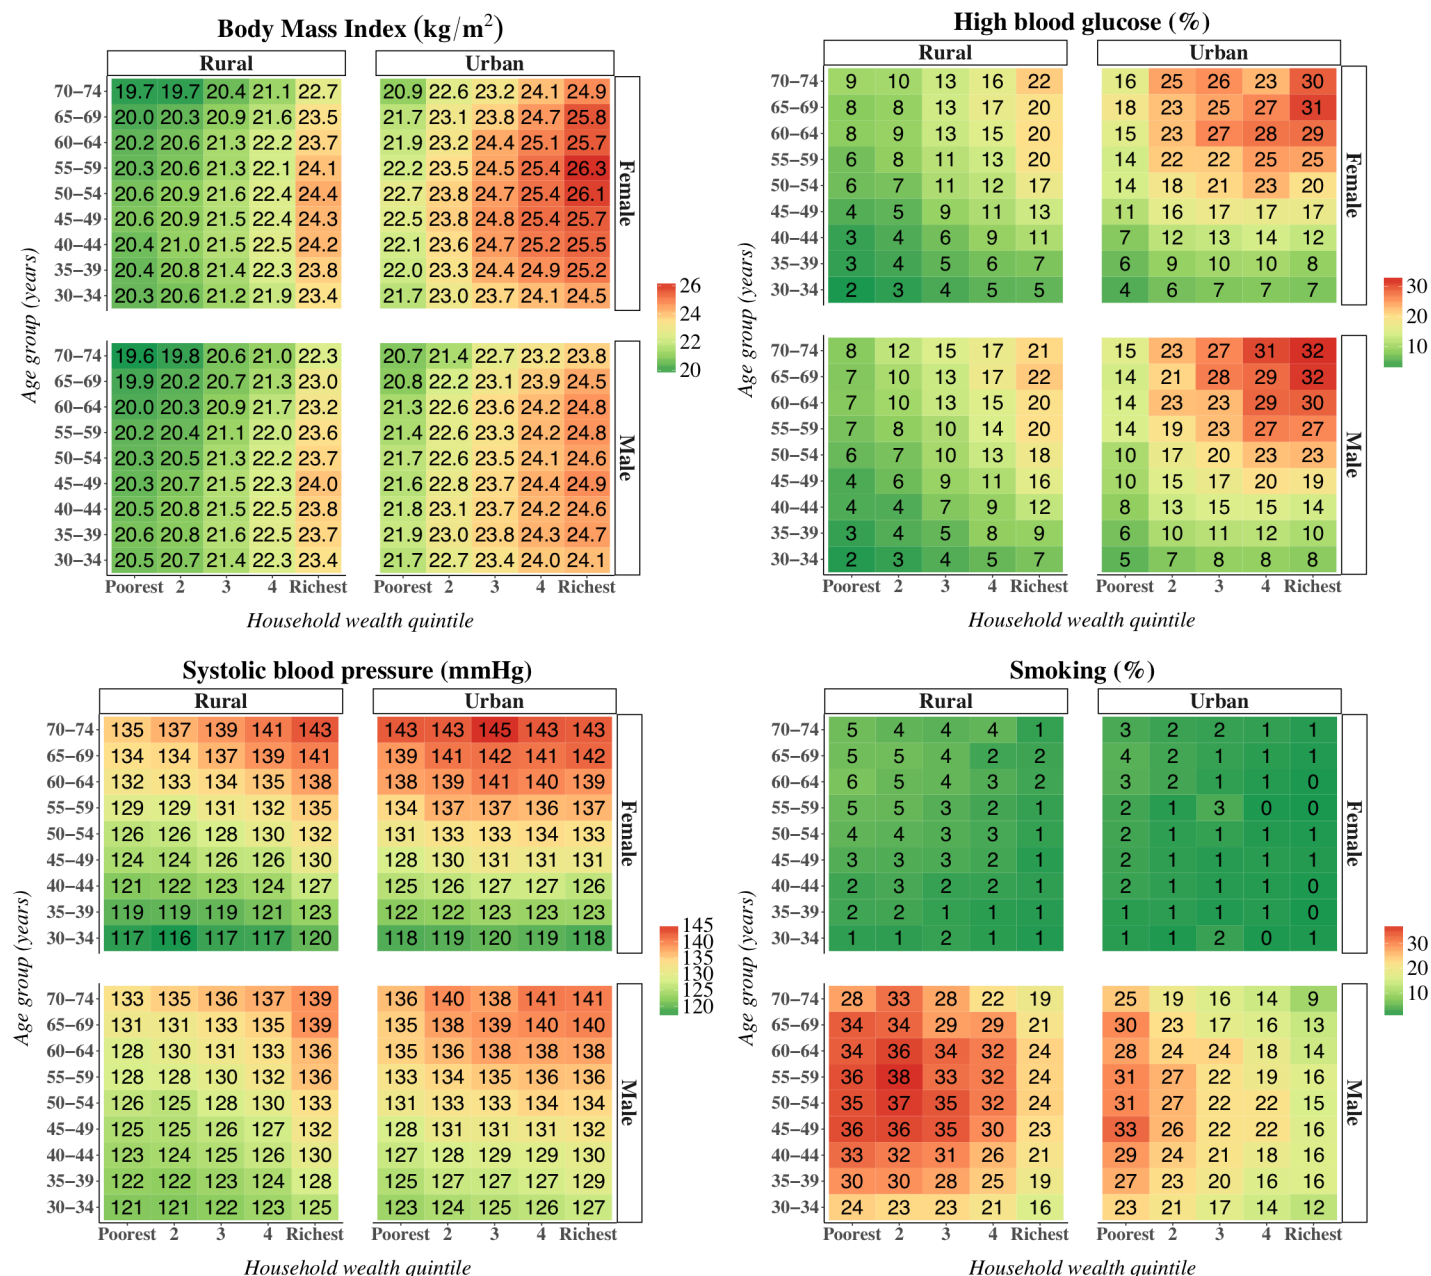 Body Mass Index (kg/m²)
Rural Urban
70−74 19.7 19.7 20.4 21.1 22.7 20.9 22.6 23.2 24.1 24.9
65−69 20.0 20.3 20.9 21.6 23.5 21.7 23.1 23.8 24.7 25.8
60−64 20.2 20.6 21.3 22.2 23.7 21.9 23.2 24.4 25.1 25.7
55−59 20.3 20.6 21.3 22.1 24.1 22.2 23.5 24.5 25.4 26.3
50−54 20.6 20.9 21.6 22.4 24.4 22.7 23.8 24.7 25.4 26.1
45−49 20.6 20.9 21.5 22.4 24.3 22.5 23.8 24.8 25.4 25.7
40−44 20.4 21.0 21.5 22.5 24.2 22.1 23.6 24.7 25.2 25.5
35−39 20.4 20.8 21.4 22.3 23.8 22.0 23.3 24.4 24.9 25.2
30−34 20.3 20.6 21.2 21.9 23.4 21.7 23.0 23.7 24.1 24.5
Female
70−74 19.6 19.8 20.6 21.0 22.3 20.7 21.4 22.7 23.2 23.8
65−69 19.9 20.2 20.7 21.3 23.0 20.8 22.2 23.1 23.9 24.5
60−64 20.0 20.3 20.9 21.7 23.2 21.3 22.6 23.6 24.2 24.8
55−59 20.2 20.4 21.1 22.0 23.6 21.4 22.6 23.3 24.2 24.8
50−54 20.3 20.5 21.3 22.2 23.7 21.7 22.6 23.5 24.1 24.6
45−49 20.3 20.7 21.5 22.3 24.0 21.6 22.8 23.7 24.4 24.9
40−44 20.5 20.8 21.5 22.5 23.8 21.8 23.1 23.7 24.2 24.6
35−39 20.6 20.8 21.6 22.5 23.7 21.9 23.0 23.8 24.3 24.7
30−34 20.5 20.7 21.4 22.3 23.4 21.7 22.7 23.4 24.0 24.1
Male
Poorest 2 3 4 Richest Poorest 2 3 4 Richest
Household wealth quintile
Age group (years)
26
24
22
20
High blood glucose (%)
Rural Urban
70−74 9 10 13 16 22 16 25 26 23 30
65−69 8 8 13 17 20 18 23 25 27 31
60−64 8 9 13 15 20 15 23 27 28 29
55−59 6 8 11 13 20 14 22 22 25 25
50−54 6 7 11 12 17 14 18 21 23 20
45−49 4 5 9 11 13 11 16 17 17 17
40−44 3 4 6 9 11 7 12 13 14 12
35−39 3 4 5 6 7 6 9 10 10 8
30−34 2 3 4 5 5 4 6 7 7 7
Female
70−74 8 12 15 17 21 15 23 27 31 32
65−69 7 10 13 17 22 14 21 28 29 32
60−64 7 10 13 15 20 14 23 23 29 30
55−59 7 8 10 14 20 14 19 23 27 27
50−54 6 7 10 13 18 10 17 20 23 23
45−49 4 6 9 11 16 10 15 17 20 19
40−44 4 4 7 9 12 8 13 15 15 14
35−39 3 4 5 8 9 6 10 11 12 10
30−34 2 3 4 5 7 5 7 8 8 8
Male
Poorest 2 3 4 Richest Poorest 2 3 4 Richest
Household wealth quintile
Age group (years)
30
20
10
Systolic blood pressure (mmHg)
Rural Urban
70−74 135 137 139 141 143 143 143 145 143 143
65−69 134 134 137 139 141 139 141 142 141 142
60−64 132 133 134 135 138 138 139 141 140 139
55−59 129 129 131 132 135 134 137 137 136 137
50−54 126 126 128 130 132 131 133 133 134 133
45−49 124 124 126 126 130 128 130 131 131 131
40−44 121 122 123 124 127 125 126 127 127 126
35−39 119 119 119 121 123 122 122 123 123 123
30−34 117 116 117 117 120 118 119 120 119 118
Female
70−74 133 135 136 137 139 136 140 138 141 141
65−69 131 131 133 135 139 135 138 139 140 140
60−64 128 130 131 133 136 135 136 138 138 138
55−59 128 128 130 132 136 133 134 135 136 136
50−54 126 125 128 130 133 131 133 133 134 134
45−49 125 125 126 127 132 128 131 131 131 132
40−44 123 124 125 126 130 127 128 129 129 130
35−39 122 122 123 124 128 125 127 127 127 129
30−34 121 121 122 123 125 123 124 125 126 127
Male
Poorest 2 3 4 Richest Poorest 2 3 4 Richest
Household wealth quintile
Age group (years)
145
140
135
130
125
120
Smoking (%)
Rural Urban
70−74 5 4 4 4 1 3 2 2 1 1
65−69 5 5 4 2 2 4 2 1 1 1
60−64 6 5 4 3 2 3 2 1 1 0
55−59 5 5 3 2 1 2 1 3 0 0
50−54 4 4 3 3 1 2 1 1 1 1
45−49 3 3 3 2 1 2 1 1 1 1
40−44 2 3 2 2 1 2 1 1 1 0
35−39 2 2 1 1 1 1 1 1 1 0
30−34 1 1 2 1 1 1 1 2 0 1
Female
70−74 28 33 28 22 19 25 19 16 14 9
65−69 34 34 29 29 21 30 23 17 16 13
60−64 34 36 34 32 24 28 24 24 18 14
55−59 36 38 33 32 24 31 27 22 19 16
50−54 35 37 35 32 24 31 27 22 22 15
45−49 36 36 35 30 23 33 26 22 22 16
40−44 33 32 31 26 21 29 24 21 18 16
35−39 30 30 28 25 19 27 23 20 16 16
30−34 24 23 23 21 16 23 21 17 14 12
Male
Poorest 2 3 4 Richest Poorest 2 3 4 Richest
Household wealth quintile
Age group (years)
30
20
10